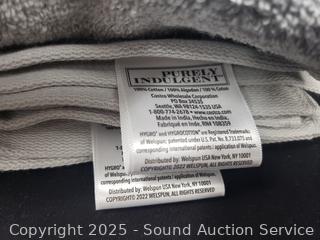 PURELY
INDULGENT
100% Cotton / 100% Algodon / 100 % Coton
Costco Wholesale Corporation
PO Box 34535
Seattle, WA 98124-1535 USA
1-800-774-2678 • www.costco.com
Made in India, Hecho en India,
Fabriqué en Inde. RN# 108359
HYGRO® and HYGROCOTTON® are Registered Trademarks
of Welspun; patented under U.S. Pat. No. 8,733,075 and
corresponding international patents / application of Welspun.
Distributed by: Welspun USA New York, NY 10001
COPYRIGHT© 2022 WELSPUN, ALL RIGHTS RESERVED.
HYGRO®
of Welspun;
corresponding international patents / application of Welspun.
Distributed by: Welspun USA New York, NY 10001
COPYRIGHT© 2022 WELSPUN, ALL RIGHTS RESERVED.
Copyright 2025 - Sound Auction Service